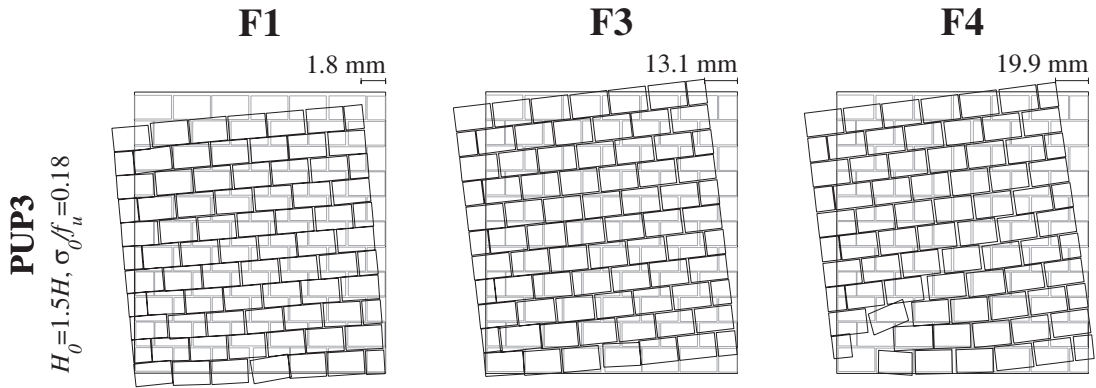 F1
F3
F4
1.8 mm
13.1 mm
19.9 mm
PUP3
H₀=1.5H, σ₀/fᵤ=0.18